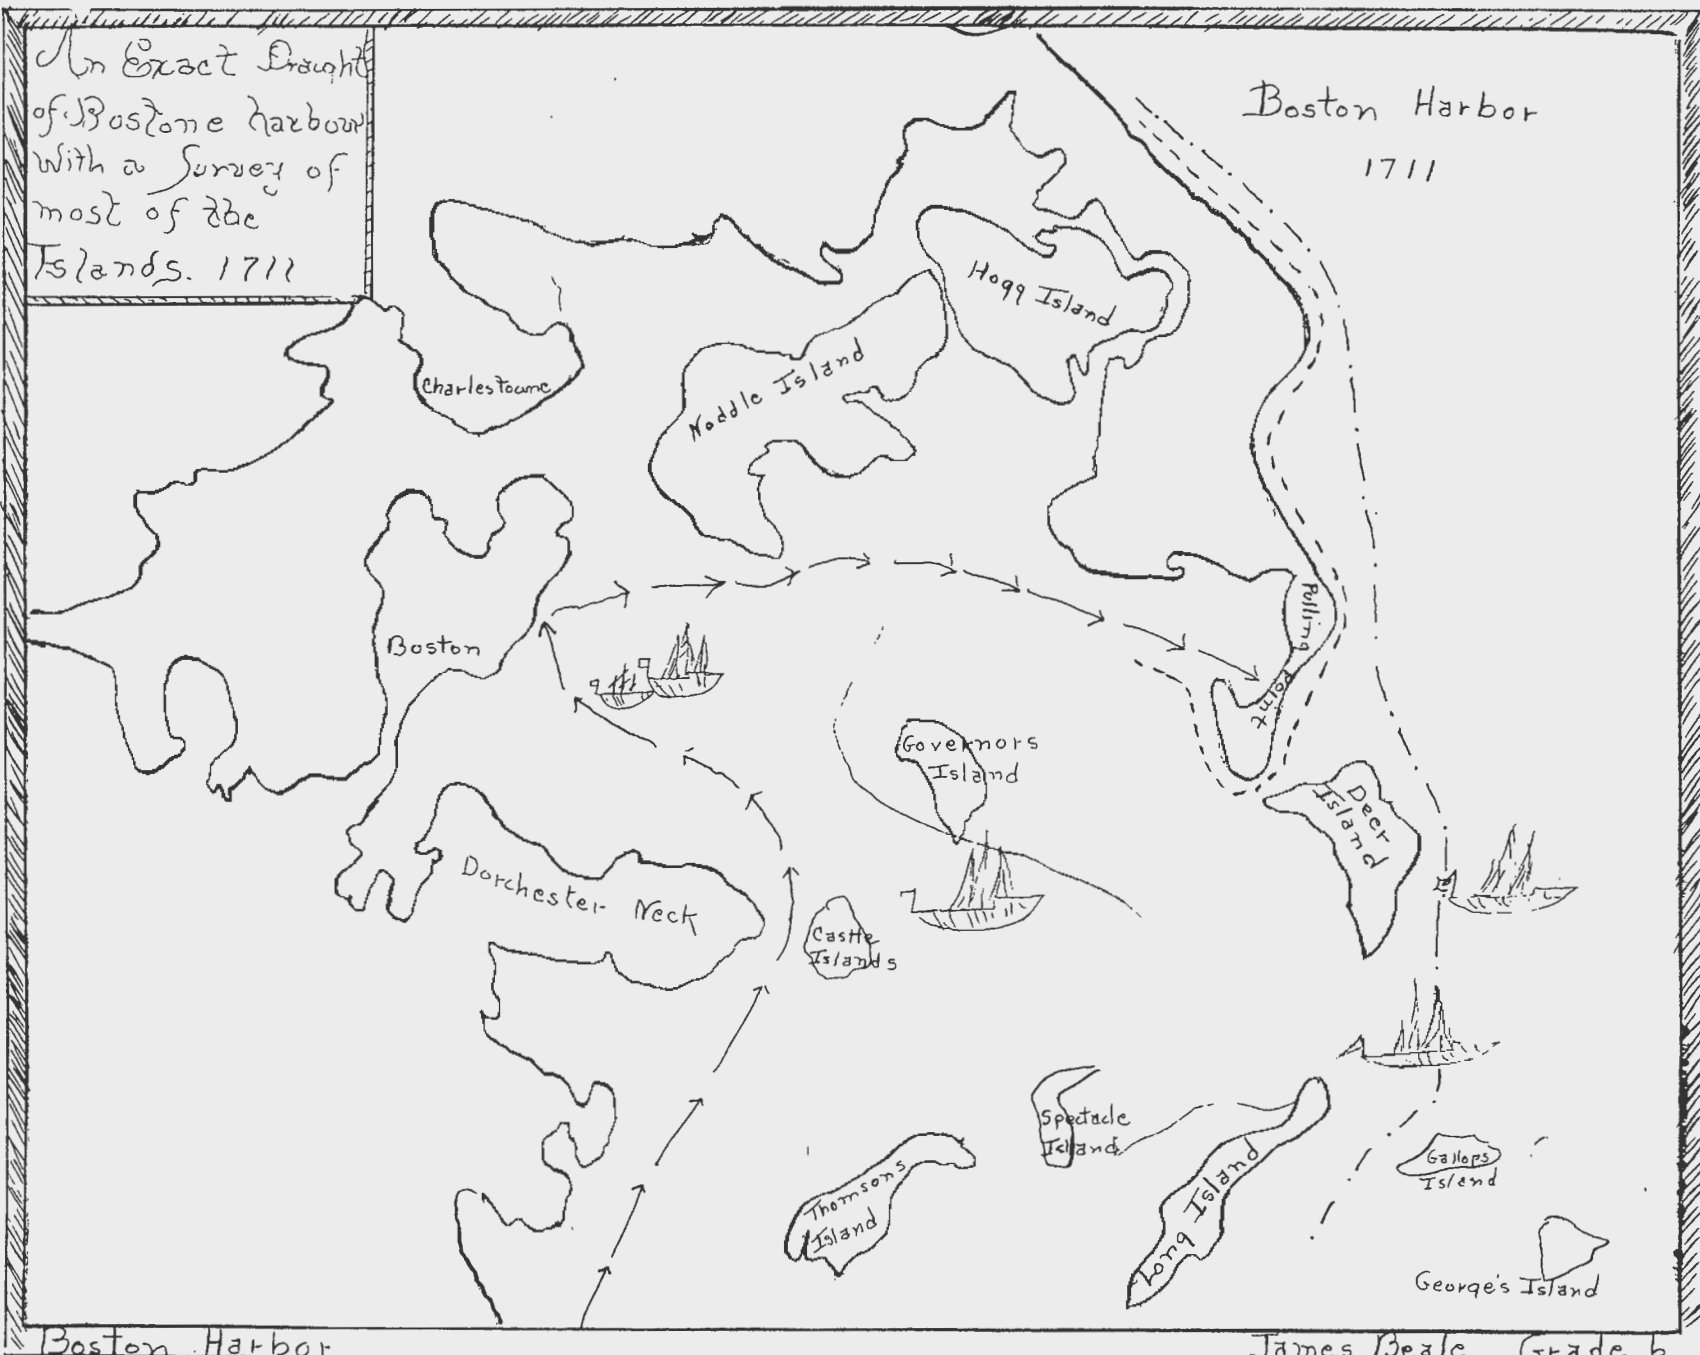 An Exact Draught
of Bostone harbour
With a Survey of
most of the
Islands. 1711
Boston Harbor
1711
Hogg Island
Noddle Island
Charlestowne
Boston
Pulling
Point
Governors
Island
Deer
Island
Dorchester Neck
Castle
Islands
Spectacle
Island
Thomsons
Island
Long Island
Gallops
Island
George's Island
Boston Harbor
James Beale Grade 6